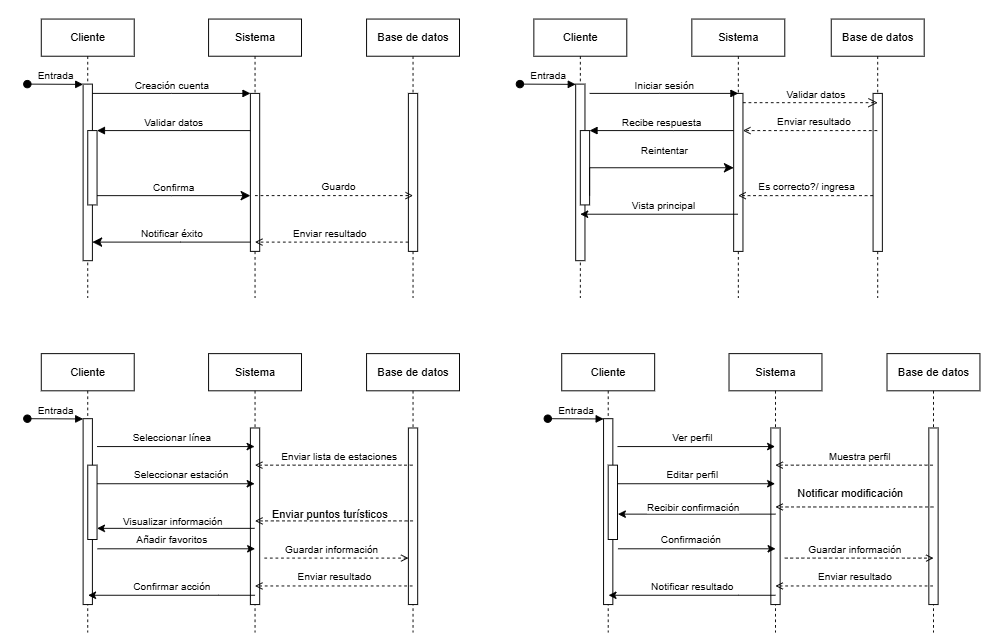 Cliente
Sistema
Base de datos
Entrada
Creación cuenta
Validar datos
Confirma
Guardo
Notificar éxito
Enviar resultado
Cliente
Sistema
Base de datos
Entrada
Iniciar sesión
Validar datos
Recibe respuesta
Enviar resultado
Reintentar
Es correcto?/ ingresa
Vista principal
Cliente
Sistema
Base de datos
Entrada
Seleccionar línea
Enviar lista de estaciones
Seleccionar estación
Enviar puntos turísticos
Visualizar información
Añadir favoritos
Guardar información
Enviar resultado
Confirmar acción
Cliente
Sistema
Base de datos
Entrada
Ver perfil
Muestra perfil
Editar perfil
Notificar modificación
Recibir confirmación
Confirmación
Guardar información
Enviar resultado
Notificar resultado